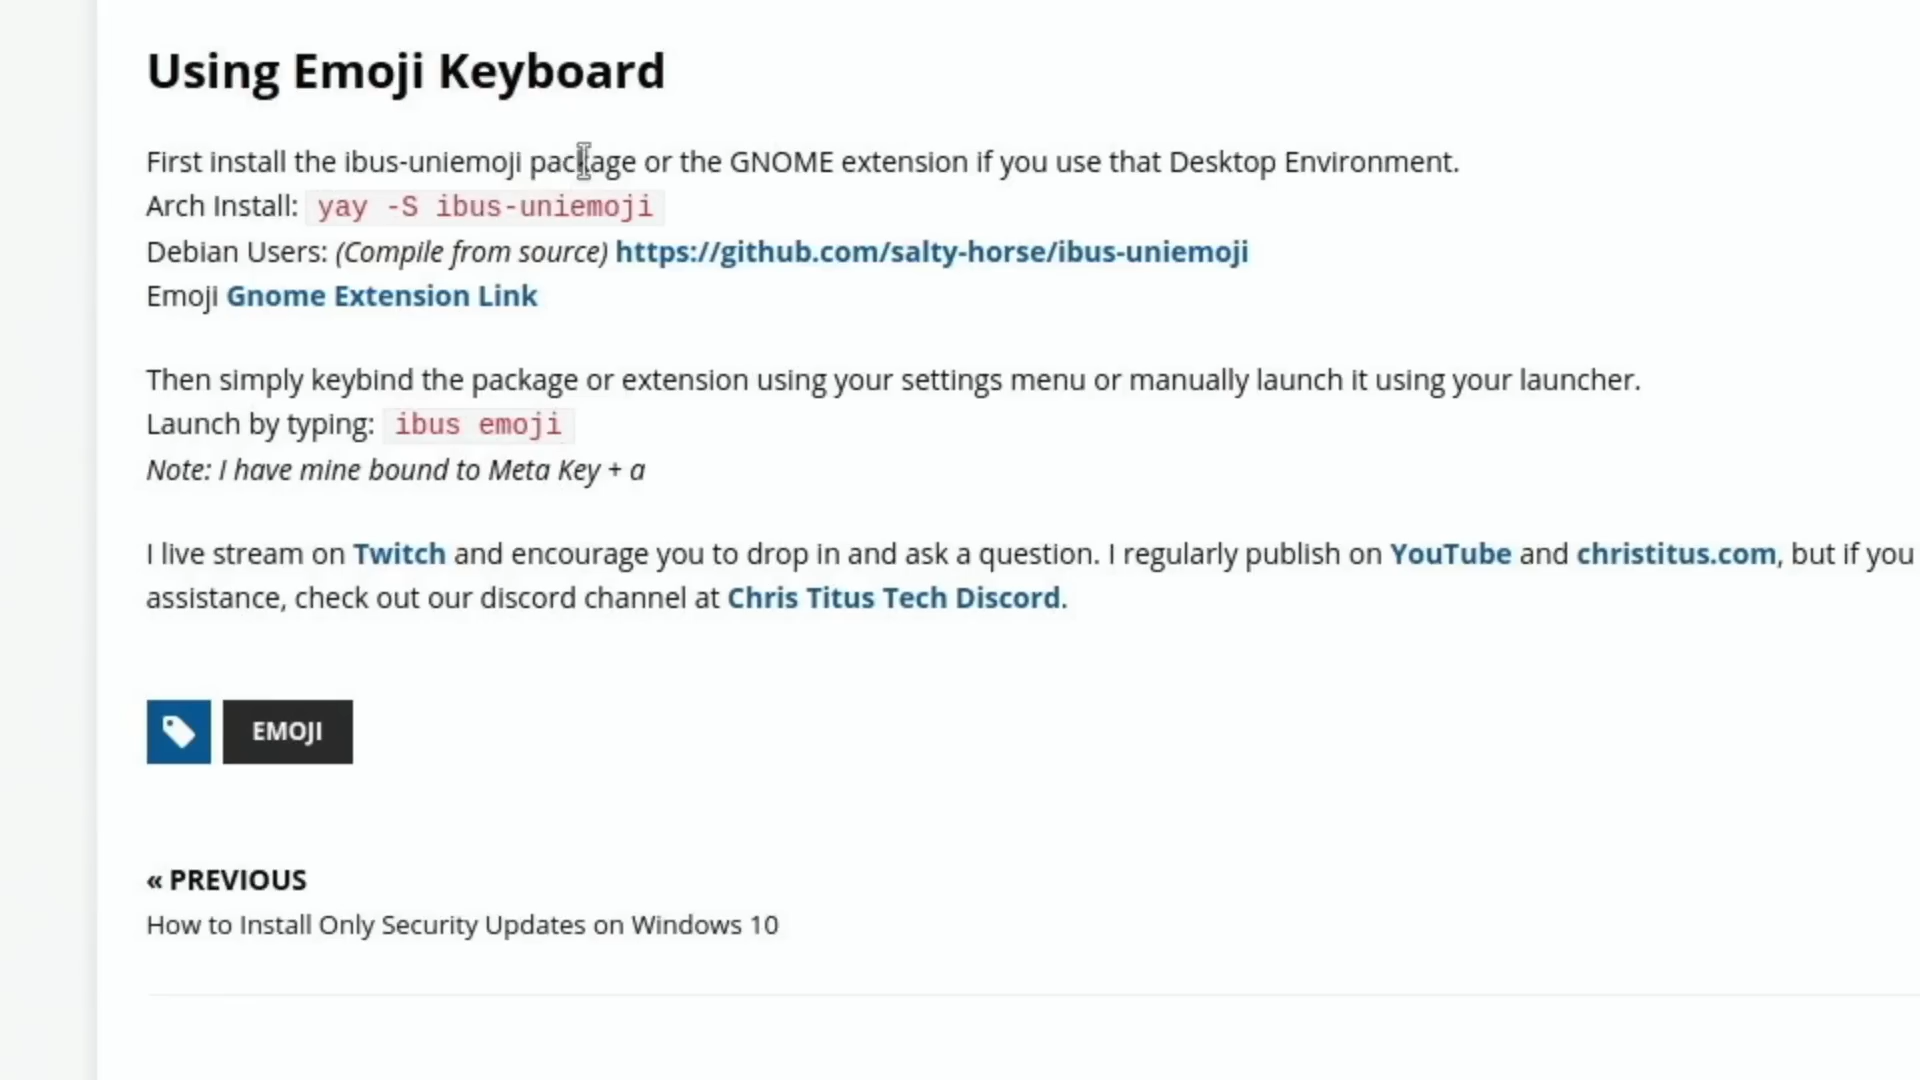 Using Emoji Keyboard
First install the ibus-uniemoji package or the GNOME extension if you use that Desktop Environment.
Arch Install: yay -S ibus-uniemoji
Debian Users: (Compile from source) https://github.com/salty-horse/ibus-uniemoji
Emoji Gnome Extension Link
Then simply keybind the package or extension using your settings menu or manually launch it using your launcher.
Launch by typing: ibus emoji
Note: I have mine bound to Meta Key + a
I live stream on Twitch and encourage you to drop in and ask a question. I regularly publish on YouTube and christitus.com, but if you
assistance, check out our discord channel at Chris Titus Tech Discord.
EMOJI
« PREVIOUS
How to Install Only Security Updates on Windows 10